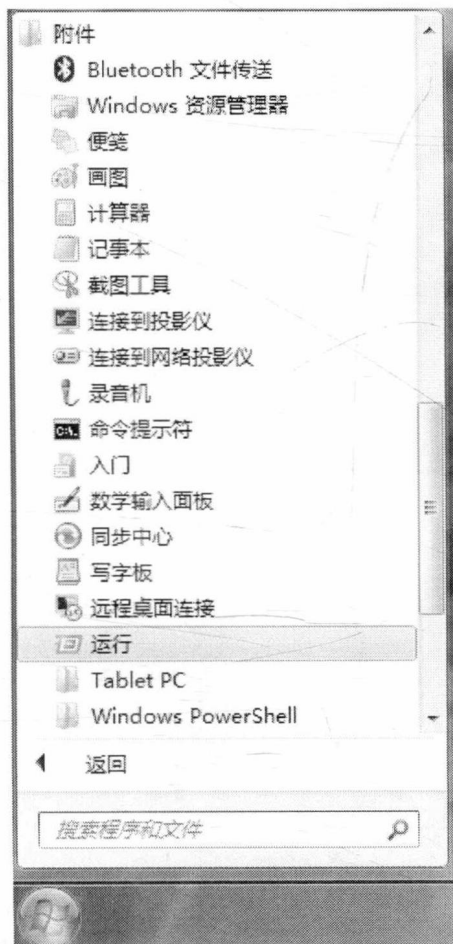 附件
Bluetooth 文件传送
Windows 资源管理器
便笺
画图
计算器
记事本
截图工具
连接到投影仪
连接到网络投影仪
录音机
命令提示符
入门
数学输入面板
同步中心
写字板
远程桌面连接
运行
Tablet PC
Windows PowerShell
返回
搜索程序和文件